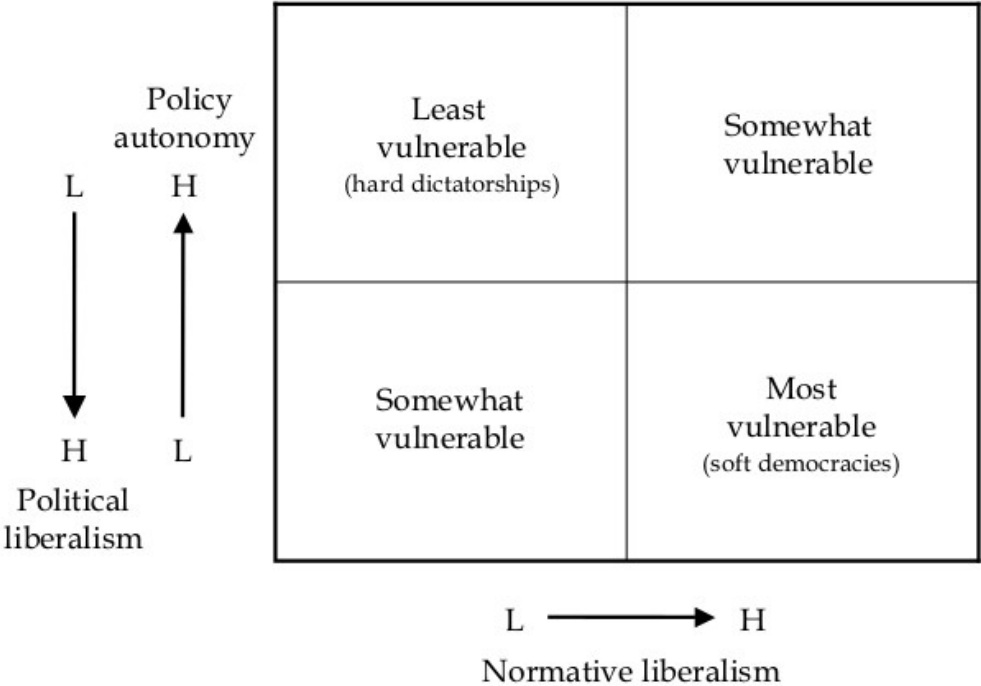 Policy
autonomy
L H
H L
Political
liberalism
Least
vulnerable
(hard dictatorships)
Somewhat
vulnerable
Somewhat
vulnerable
Most
vulnerable
(soft democracies)
L H
Normative liberalism